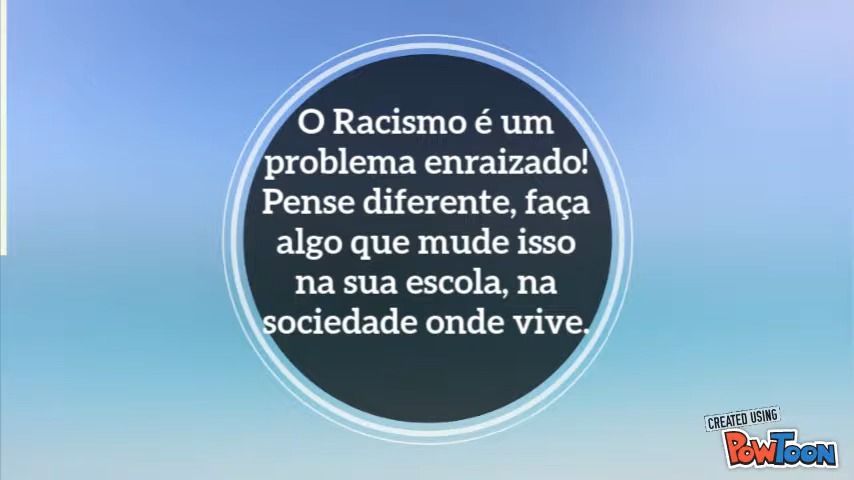 O Racismo é um
problema enraizado!
Pense diferente, faça
algo que mude isso
na sua escola, na
sociedade onde vive.
CREATED USING
POWTOON